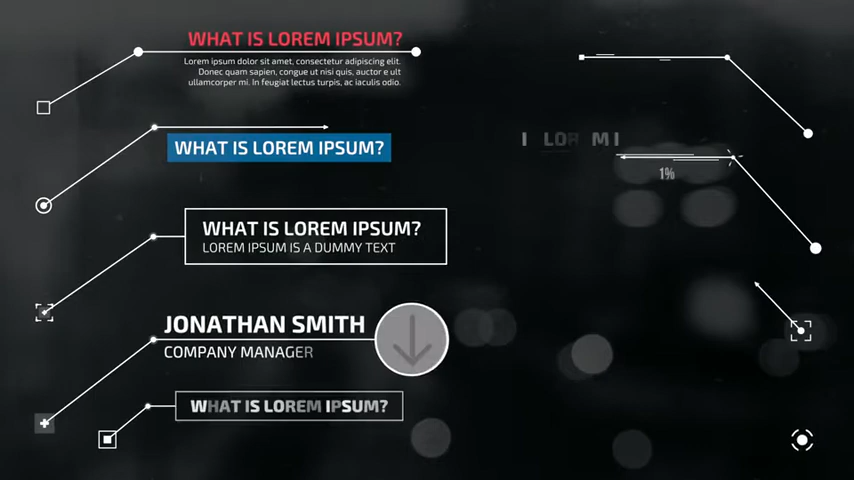 WHAT IS LOREM IPSUM?
Lorem ipsum dolor sit amet, consectetur adipiscing elit.
Donec quam sapien, congue ut nisi quis, auctor e ult
ullamcorper mi. In feugiat lectus turpis, ac iaculis odio.
WHAT IS LOREM IPSUM?
WHAT IS LOREM IPSUM?
LOREM IPSUM IS A DUMMY TEXT
JONATHAN SMITH
COMPANY MANAGER
WHAT IS LOREM IPSUM?
1%